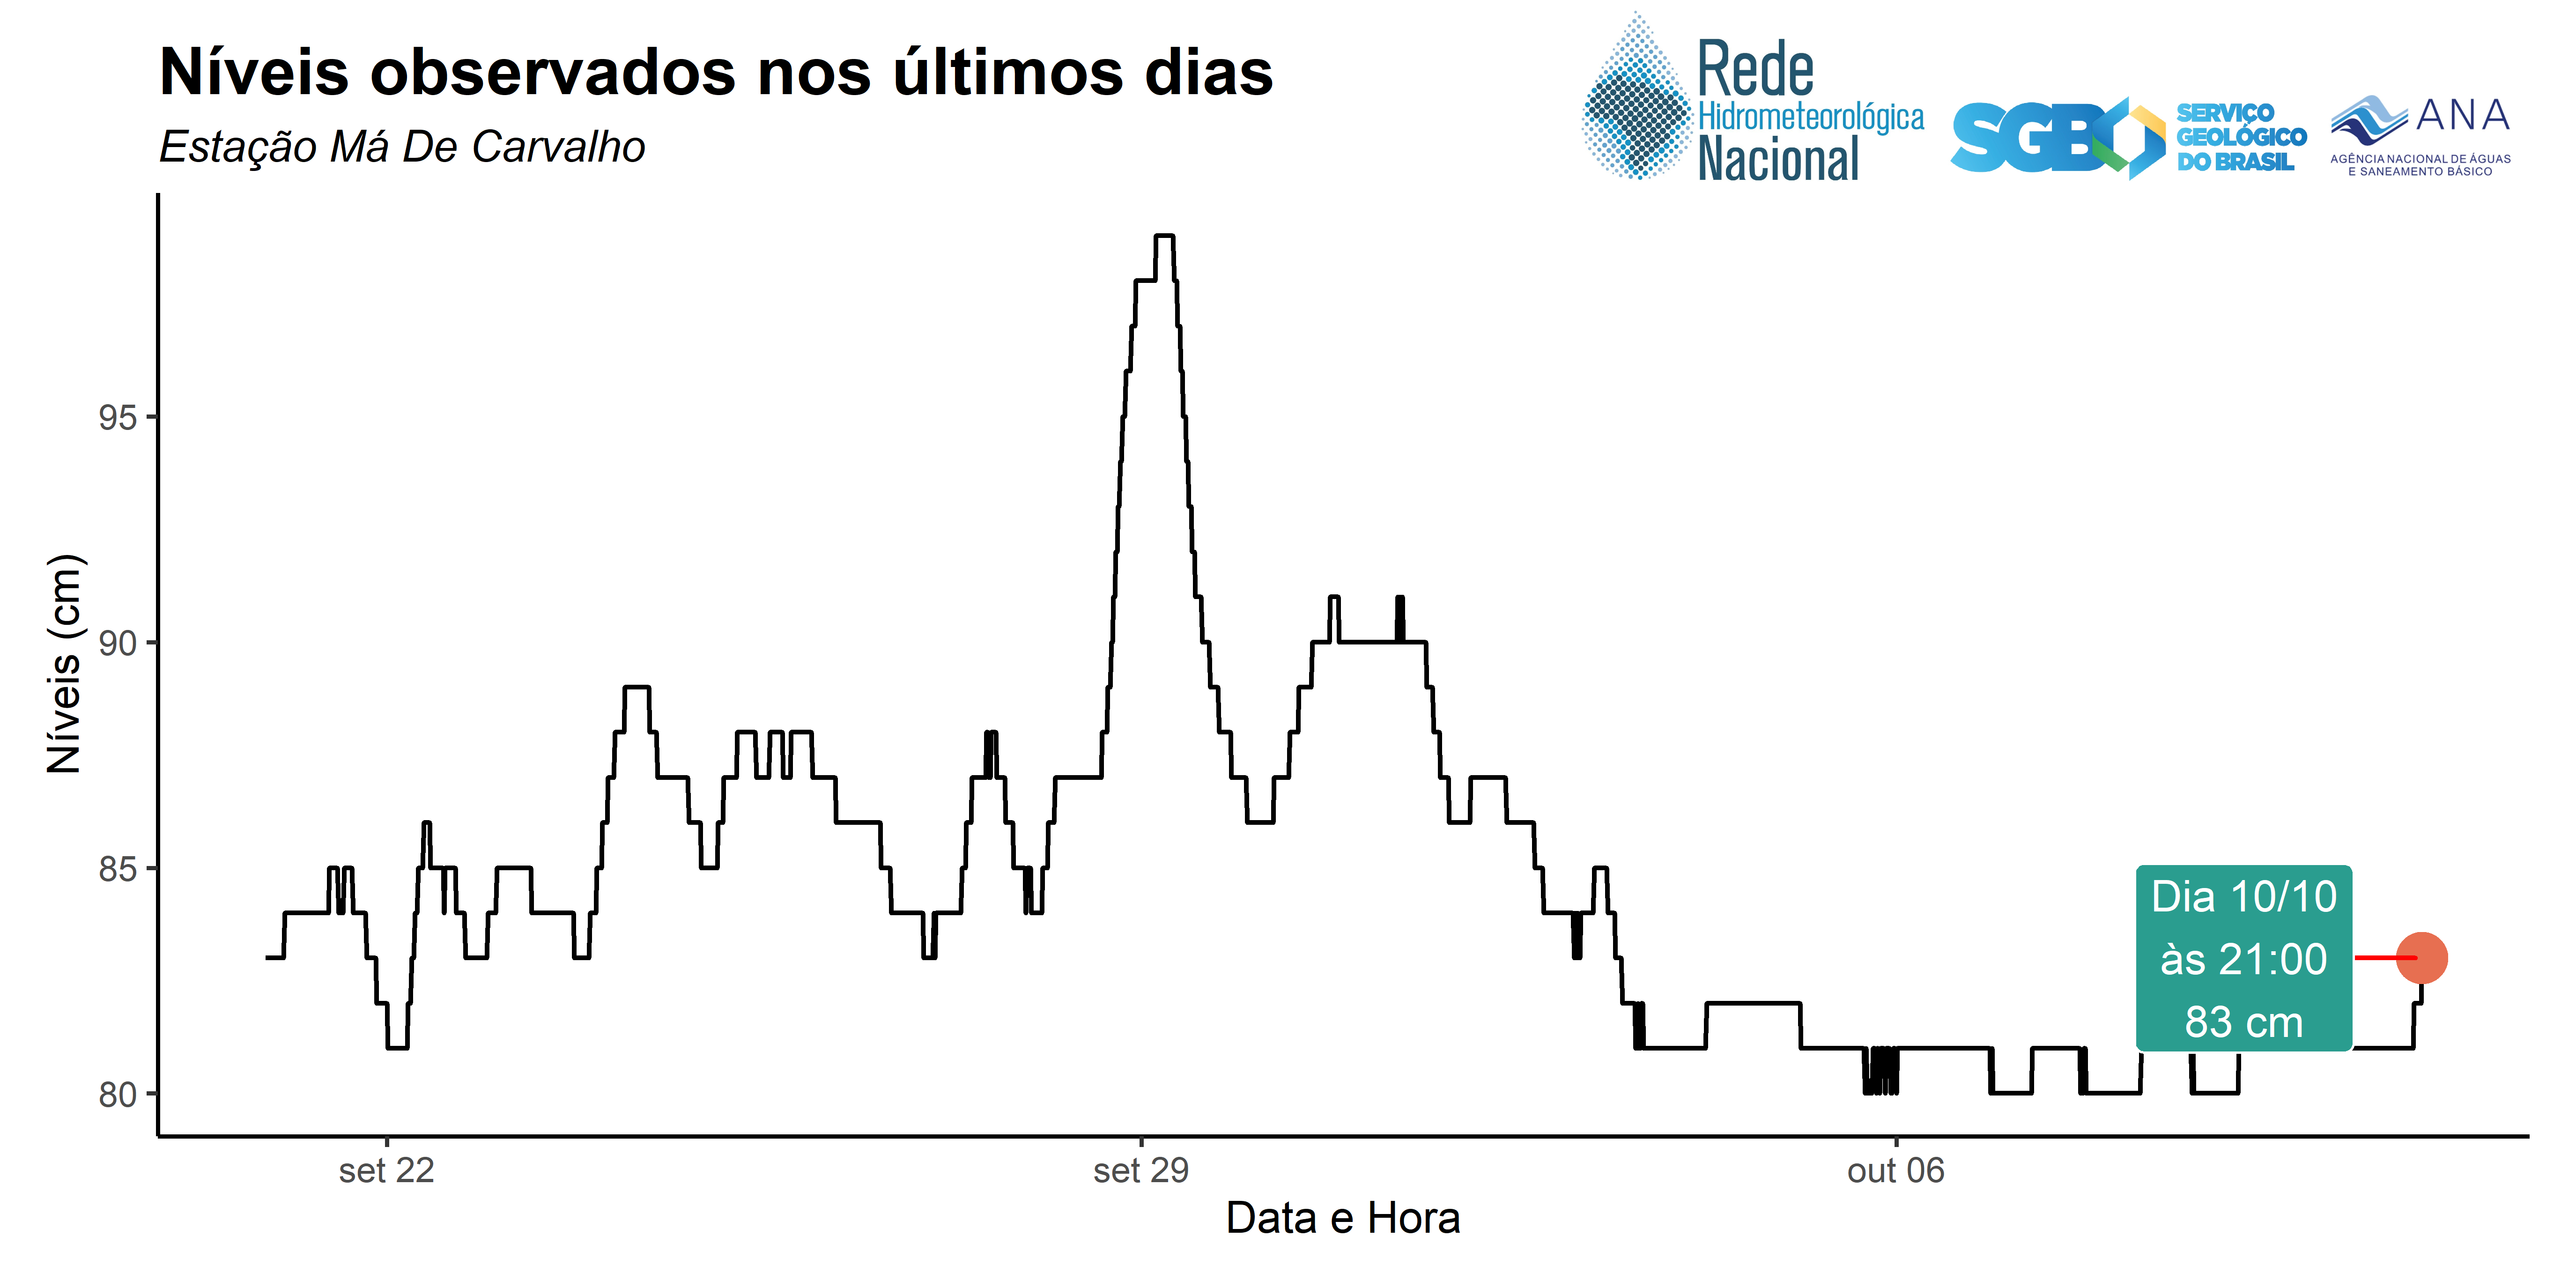 Níveis observados nos últimos dias
Estação Má De Carvalho
Rede
Hidrometeorológica
Nacional
SGB
SERVIÇO
GEOLÓGICO
DO BRASIL
ANA
AGÊNCIA NACIONAL DE ÁGUAS
E SANEAMENTO BÁSICO
Níveis (cm)
95
90
85
80
Dia 10/10
às 21:00
83 cm
set 22
set 29
out 06
Data e Hora